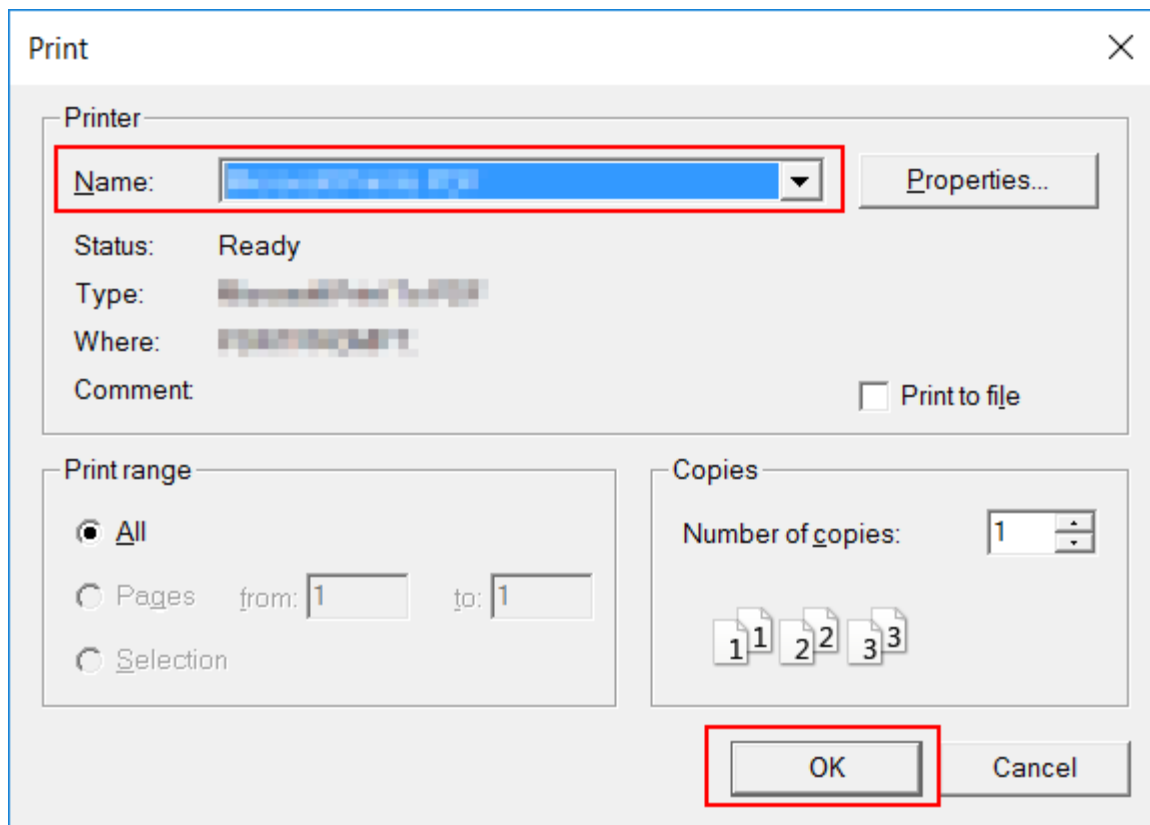 Print
Printer
Name:
Properties...
Status: Ready
Type:
Where:
Comment:
Print to file
Print range
All
Pages from: 1 to: 1
Selection
Copies
Number of copies: 1
1 1 2 2 3 3
OK
Cancel